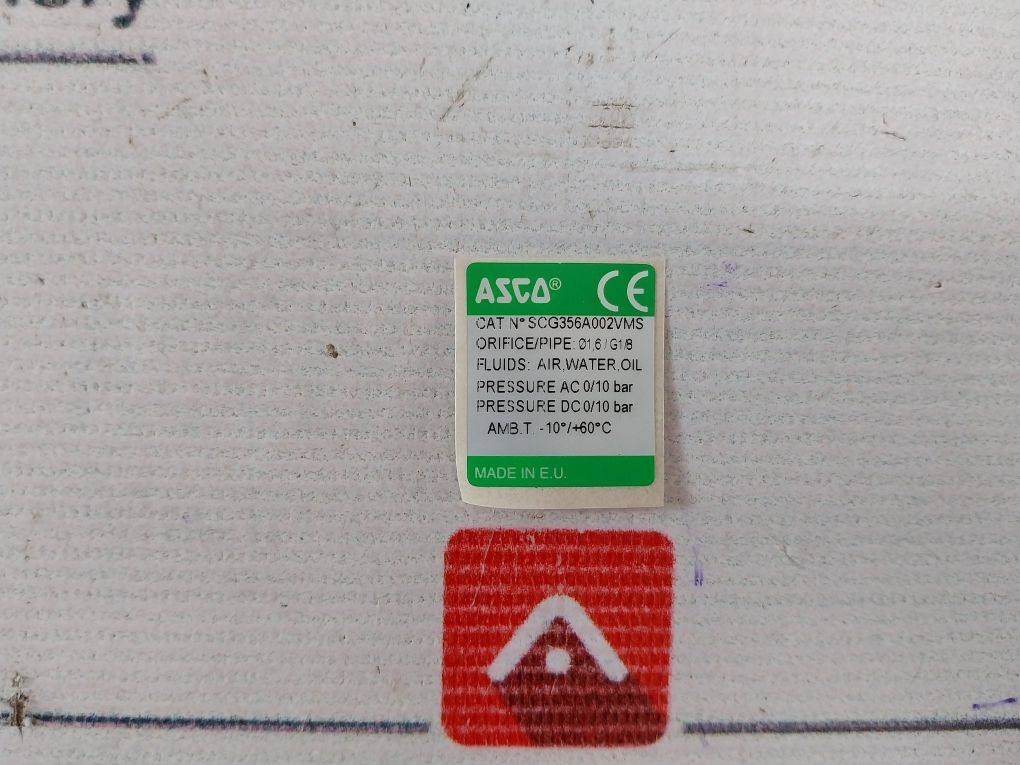 ASCO® CE
CAT N° SCG356A002VMS
ORIFICE/PIPE: Ø1,6 / G1/8
FLUIDS: AIR,WATER,OIL
PRESSURE AC 0/10 bar
PRESSURE DC 0/10 bar
AMB.T. -10°/+60°C
MADE IN E.U.